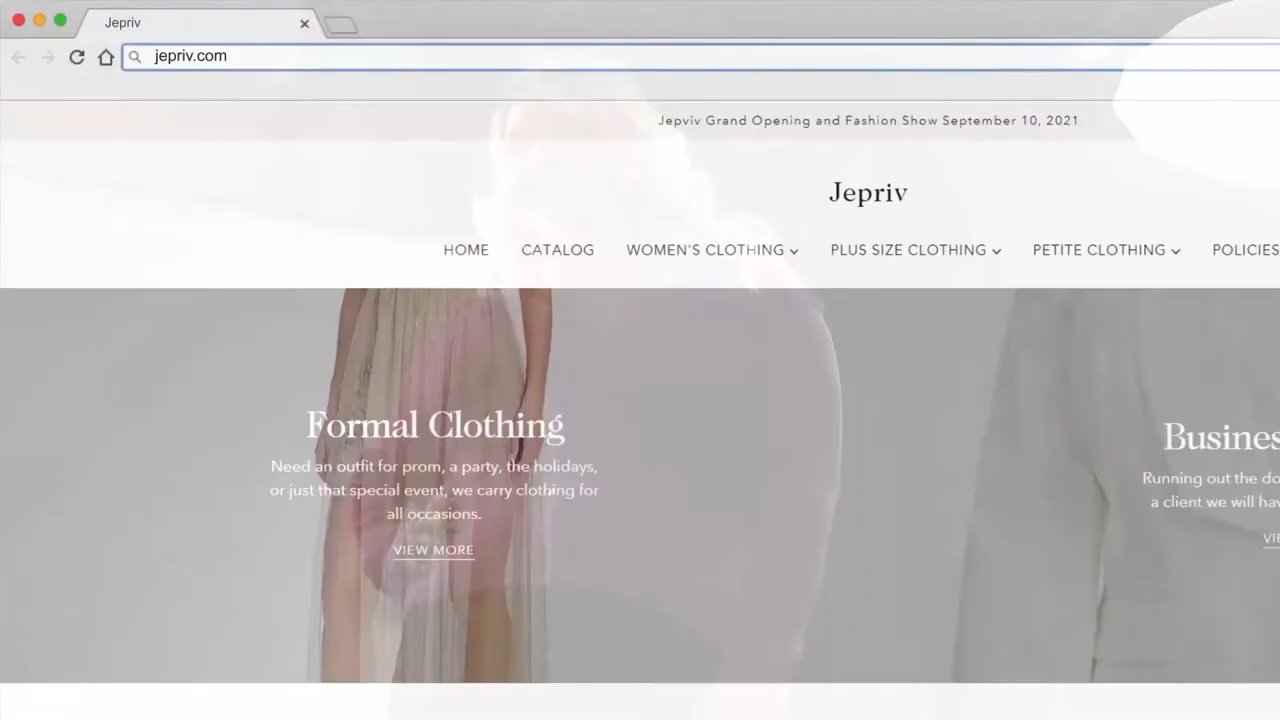 Jepriv
jepriv.com
Jepviv Grand Opening and Fashion Show September 10, 2021
Jepriv
HOME CATALOG WOMEN'S CLOTHING PLUS SIZE CLOTHING PETITE CLOTHING POLICIES
Formal Clothing
Need an outfit for prom, a party, the holidays,
or just that special event, we carry clothing for
all occasions.
VIEW MORE
Busines
Running out the do
a client we will hav
VIE